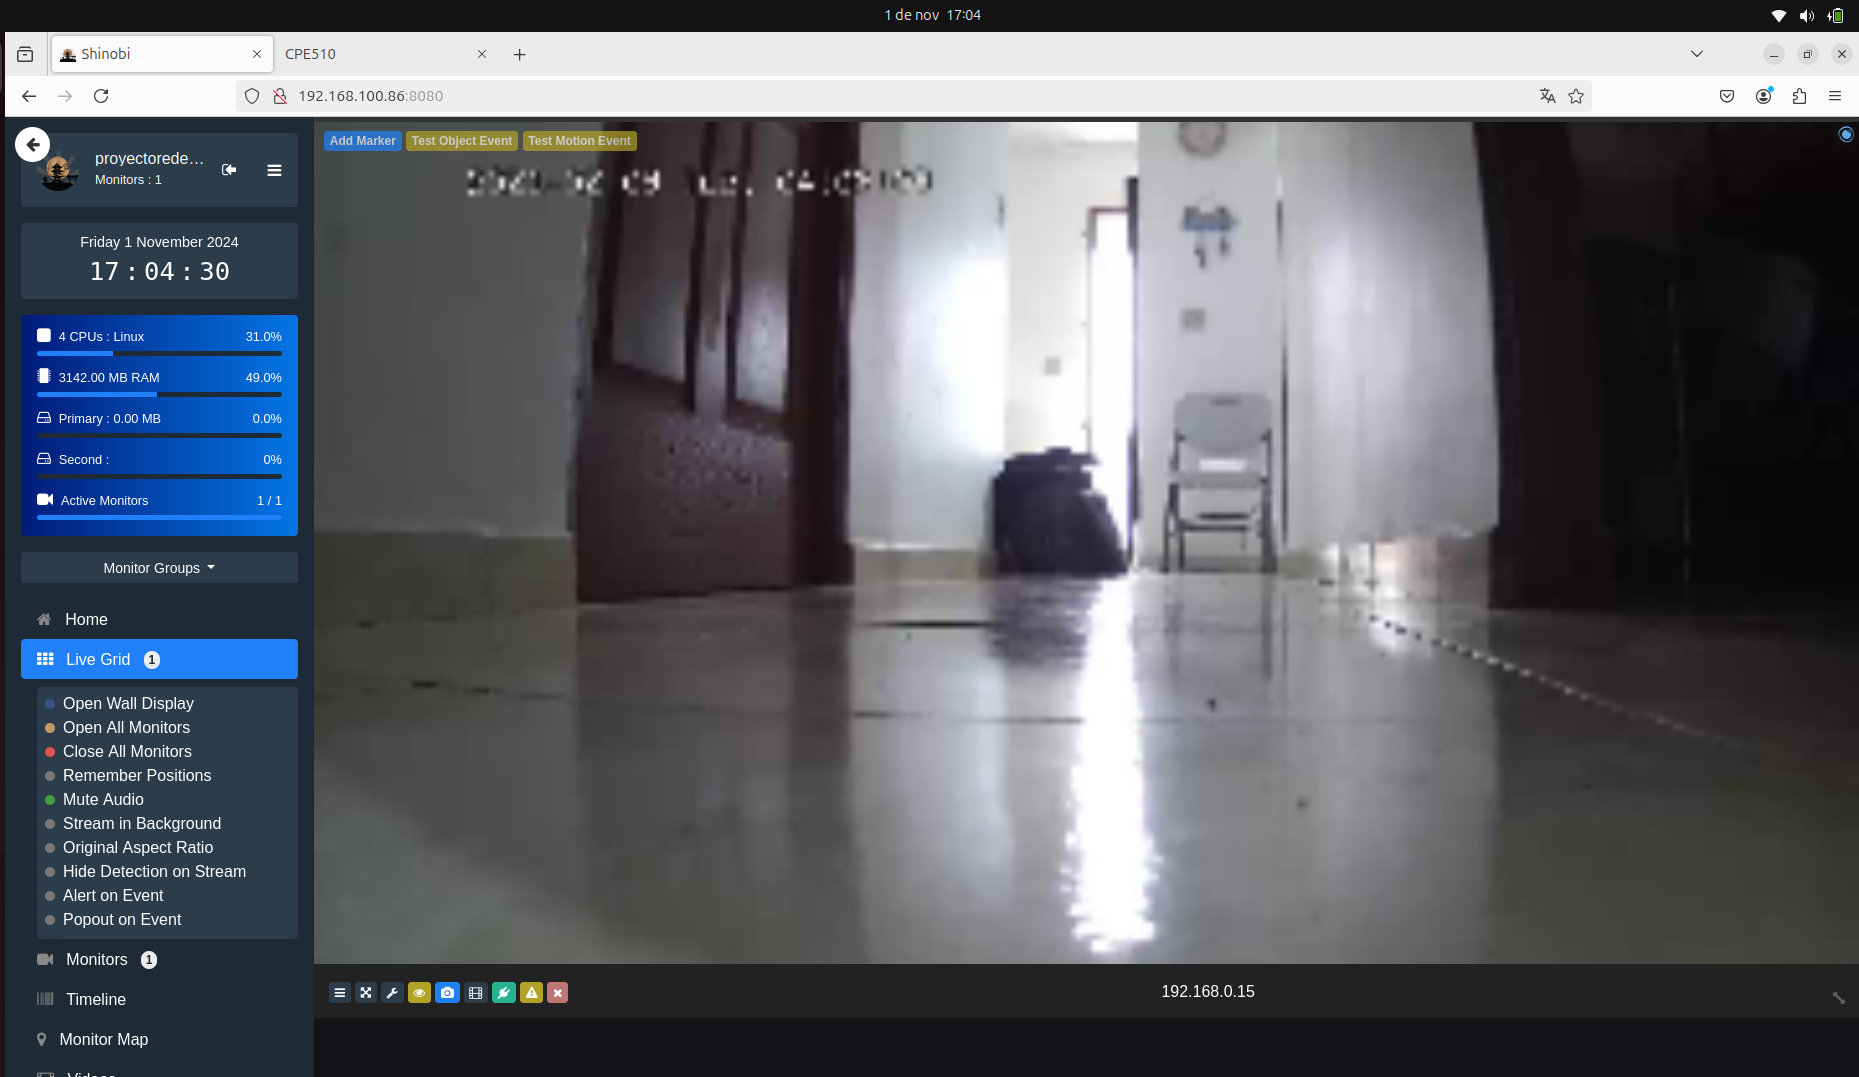 1 de nov 17:04
Shinobi
CPE510
192.168.100.86:8080
proyectorede...
Monitors : 1
Friday 1 November 2024
17 : 04 : 30
4 CPUs : Linux 31.0%
3142.00 MB RAM 49.0%
Primary : 0.00 MB 0.0%
Second : 0%
Active Monitors 1 / 1
Monitor Groups
Home
Live Grid 1
Open Wall Display
Open All Monitors
Close All Monitors
Remember Positions
Mute Audio
Stream in Background
Original Aspect Ratio
Hide Detection on Stream
Alert on Event
Popout on Event
Monitors 1
Timeline
Monitor Map
Videos
Add Marker Test Object Event Test Motion Event
192.168.0.15